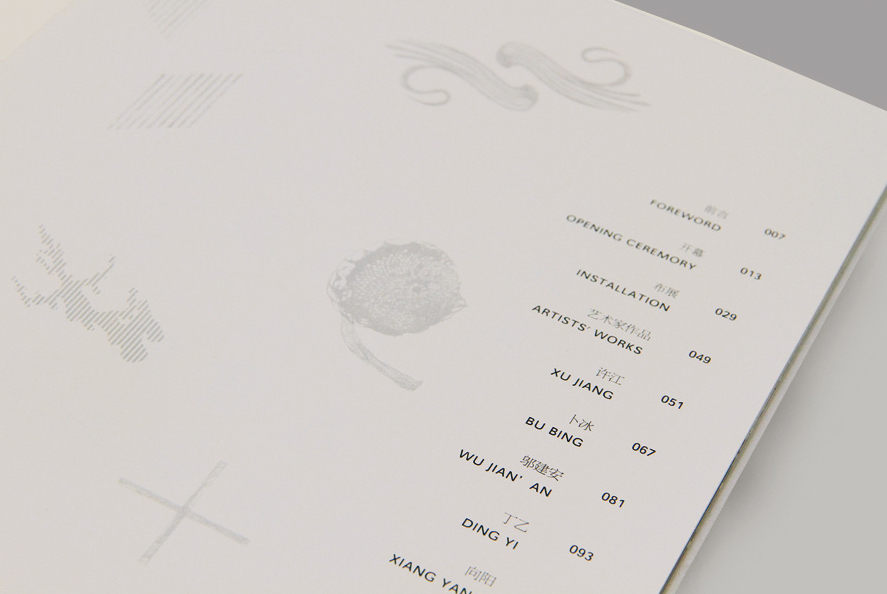 前言
FOREWORD 007
开幕
OPENING CEREMONY 013
布展
INSTALLATION 029
艺术家作品
ARTISTS' WORKS 049
许江
XU JIANG 051
卜冰
BU BING 067
邬建安
WU JIAN' AN 081
丁乙
DING YI 093
向阳
XIANG YAN